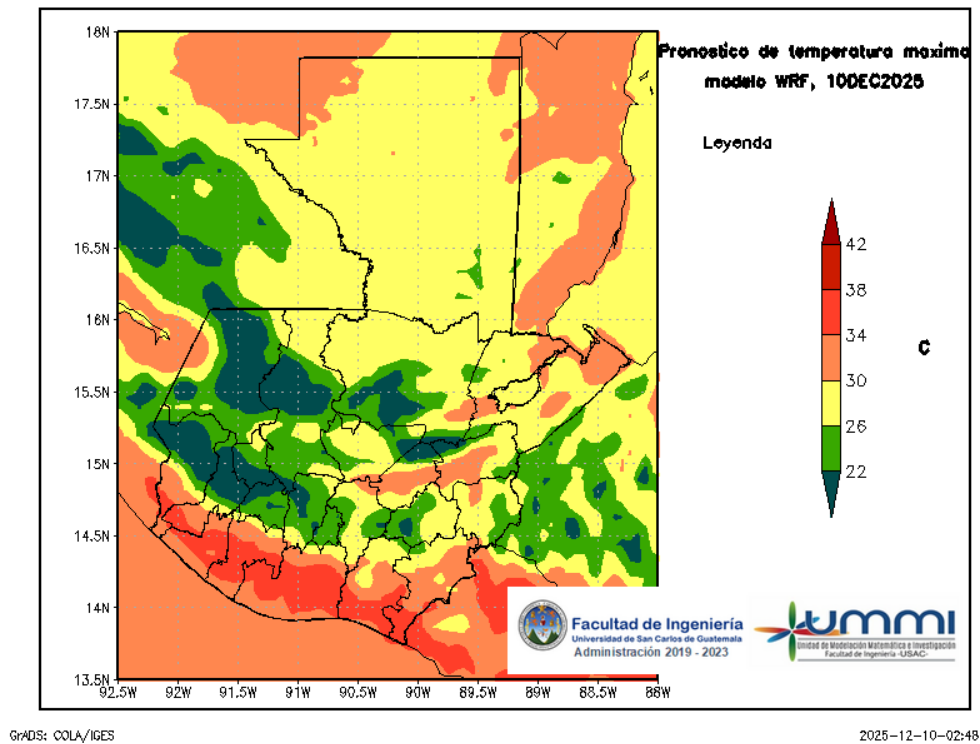 Pronostico de temperatura maxima
modelo WRF, 10DEC2025
Leyenda
18N
17.5N
17N
16.5N
16N
15.5N
15N
14.5N
14N
13.5N
92.5W
92W
91.5W
91W
90.5W
90W
89.5W
89W
88.5W
88W
42
38
34
30
26
22
C
Facultad de Ingeniería
Universidad de San Carlos de Guatemala
Administración 2019 - 2023
ummi
Unidad de Modelación Matemática e Investigación
Facultad de Ingeniería -USAC-
GrADS: COLA/IGES
2025-12-10-02:48